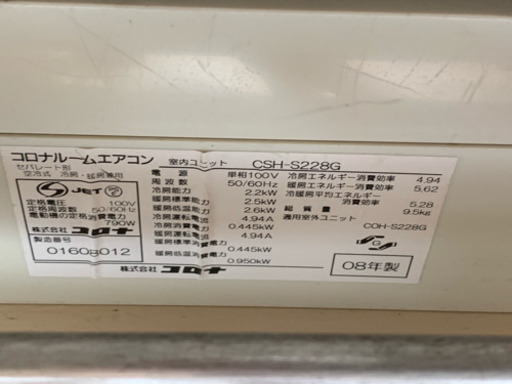 コロナルームエアコン 室内ユニット CSH-S228G
セパレート形
空冷式 冷房・暖房兼用
JET
定格電圧 100V
定格周波数 50/60Hz
電動機の定格消費電力
790W
株式会社 コロナ
製造番号
01608012
電源 単相100V
周波数 50/60Hz
冷房能力 2.2kW
暖房標準能力 2.5kW
暖房低温能力 2.6kW
冷房運転電流 4.94A
冷房消費電力 0.445kW
暖房運転電流 4.94A
暖房標準消費電力
0.445kW
暖房低温消費電力
0.950kW
株式会社 コロナ
冷房エネルギー消費効率 4.94
暖房エネルギー消費効率 5.62
冷暖房平均エネルギー消費効率
5.28
総質量 9.5kg
適用室外ユニット
COH-S228G
G
08年製